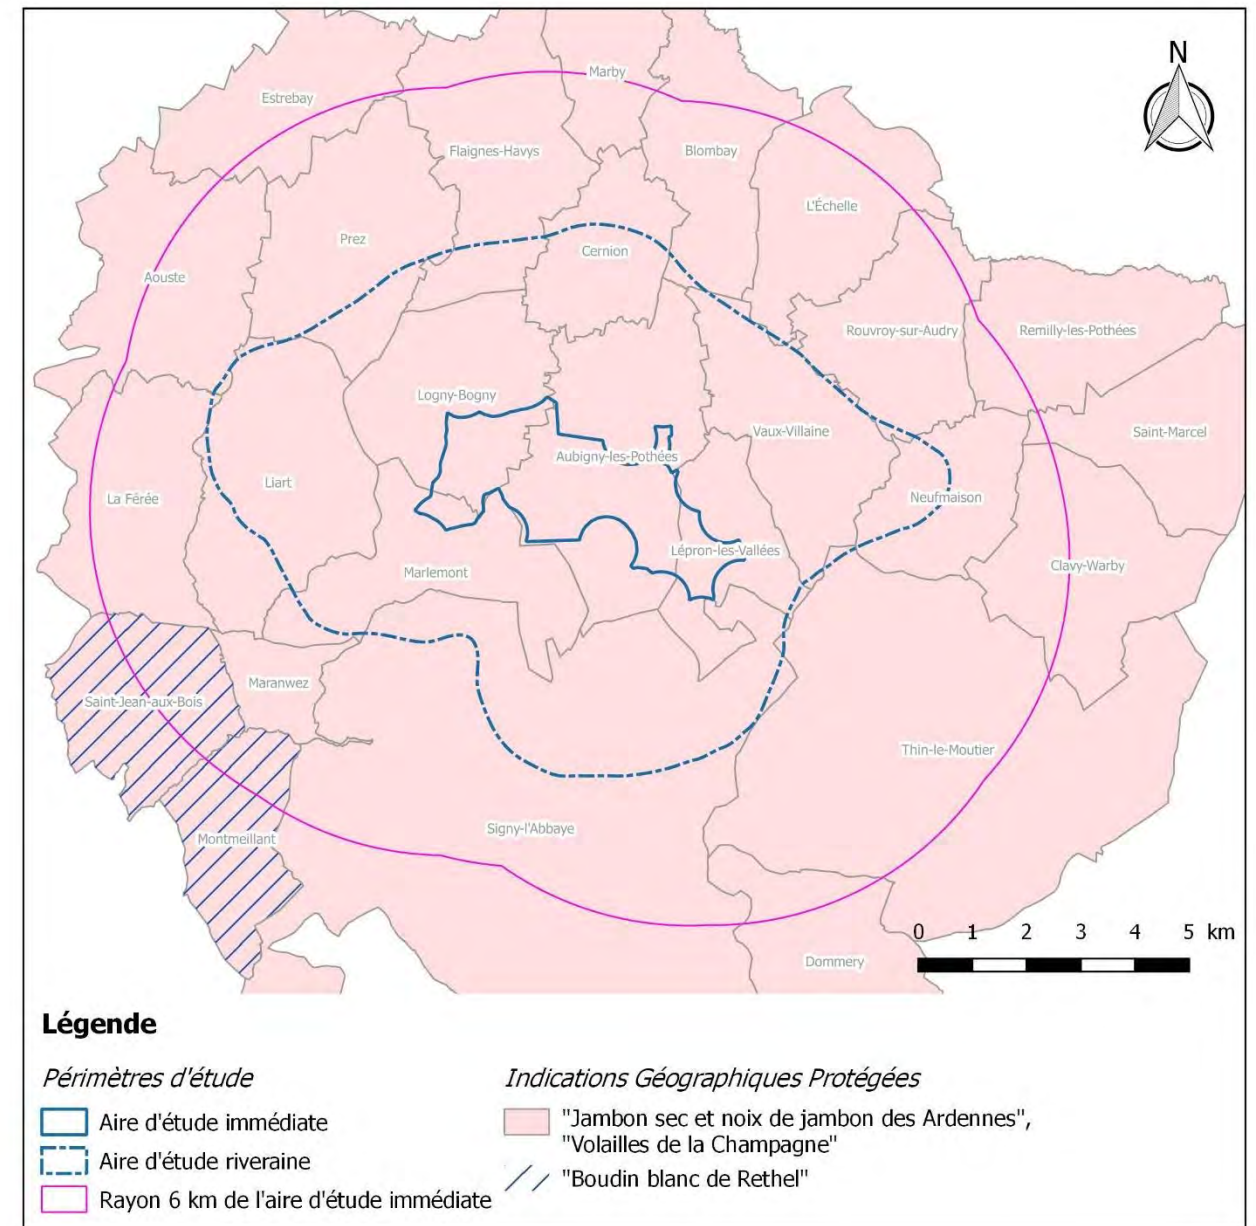 N
Marby
Estrebay
Flaignes-Havys
Blombay
L'Échelle
Prez
Cernion
Aouste
Rouvroy-sur-Audry
Remilly-les-Pothées
Logny-Bogny
Vaux-Villaine
Saint-Marcel
Aubigny-les-Pothées
Liart
La Férée
Neufmaison
Lépron-les-Vallées
Clavy-Warby
Marlemont
Maranwez
Saint-Jean-aux-Bois
Thin-le-Moutier
Signy-l'Abbaye
Montmeillant
0 1 2 3 4 5 km
Dommery
Légende
Périmètres d'étude
Aire d'étude immédiate
Aire d'étude riveraine
Rayon 6 km de l'aire d'étude immédiate
Indications Géographiques Protégées
"Jambon sec et noix de jambon des Ardennes",
"Volailles de la Champagne"
"Boudin blanc de Rethel"